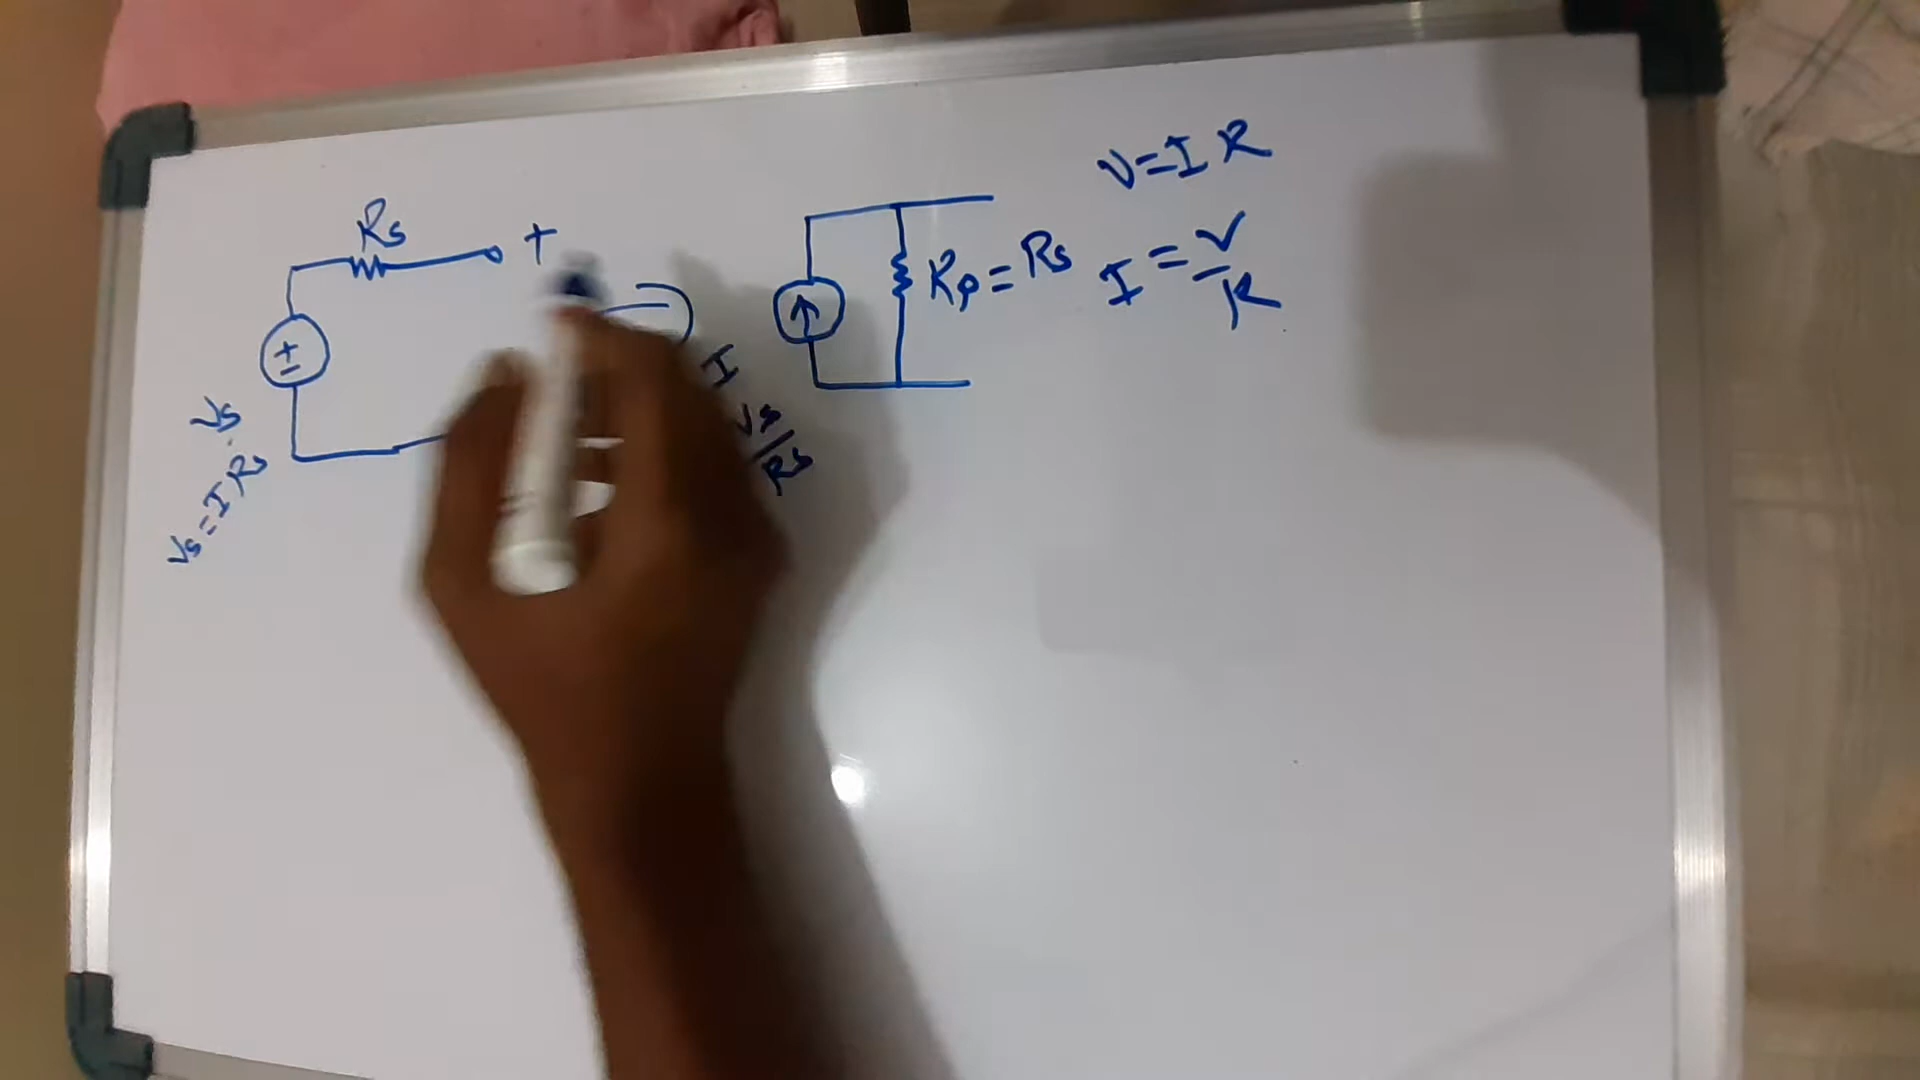 Rs
+
+
-
Vs
Vs = I Rs
I
Vs
Rs
Rp = Rs
V = I R
I = V
R